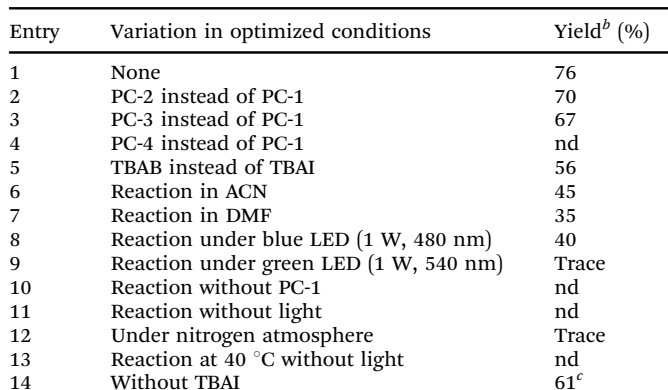 Entry Variation in optimized conditions Yield^b (%)
1 None 76
2 PC-2 instead of PC-1 70
3 PC-3 instead of PC-1 67
4 PC-4 instead of PC-1 nd
5 TBAB instead of TBAI 56
6 Reaction in ACN 45
7 Reaction in DMF 35
8 Reaction under blue LED (1 W, 480 nm) 40
9 Reaction under green LED (1 W, 540 nm) Trace
10 Reaction without PC-1 nd
11 Reaction without light nd
12 Under nitrogen atmosphere Trace
13 Reaction at 40 °C without light nd
14 Without TBAI 61^c